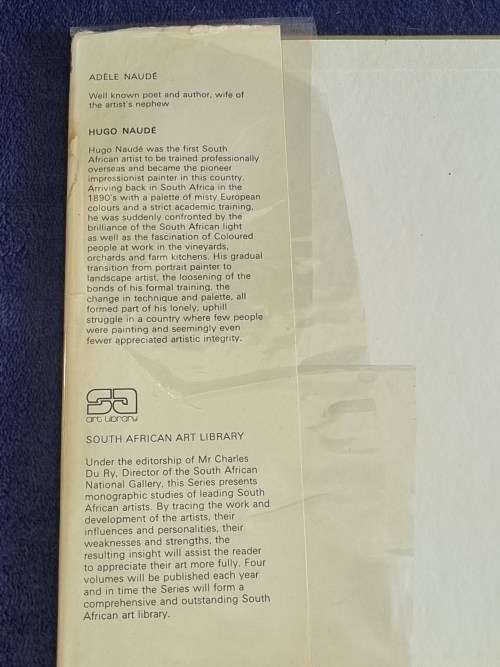 ADÈLE NAUDÉ
Well known poet and author, wife of
the artist's nephew
HUGO NAUDÉ
Hugo Naudé was the first South
African artist to be trained professionally
overseas and became the pioneer
impressionist painter in this country.
Arriving back in South Africa in the
1890's with a palette of misty European
colours and a strict academic training,
he was suddenly confronted by the
brilliance of the South African light
as well as the fascination of Coloured
people at work in the vineyards,
orchards and farm kitchens. His gradual
transition from portrait painter to
landscape artist, the loosening of the
bonds of his formal training, the
change in technique and palette, all
formed part of his lonely, uphill
struggle in a country where few people
were painting and seemingly even
fewer appreciated artistic integrity.
sa
art library
SOUTH AFRICAN ART LIBRARY
Under the editorship of Mr Charles
Du Ry, Director of the South African
National Gallery, this Series presents
monographic studies of leading South
African artists. By tracing the work and
development of the artists, their
influences and personalities, their
weaknesses and strengths, the
resulting insight will assist the reader
to appreciate their art more fully. Four
volumes will be published each year
and in time the Series will form a
comprehensive and outstanding South
African art library.